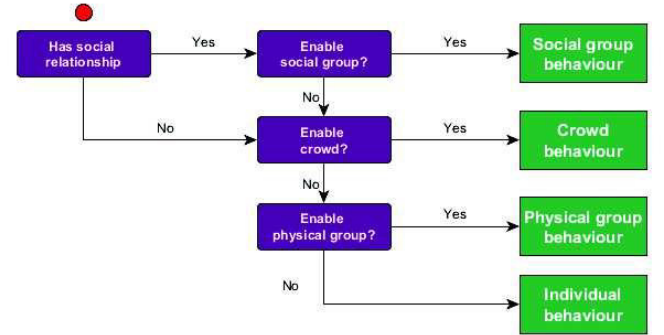 Has social
relationship
Yes
Enable
social group?
Yes
Social group
behaviour
No
No
Enable
crowd?
Yes
Crowd
behaviour
No
Enable
physical group?
Yes
Physical group
behaviour
No
Individual
behaviour